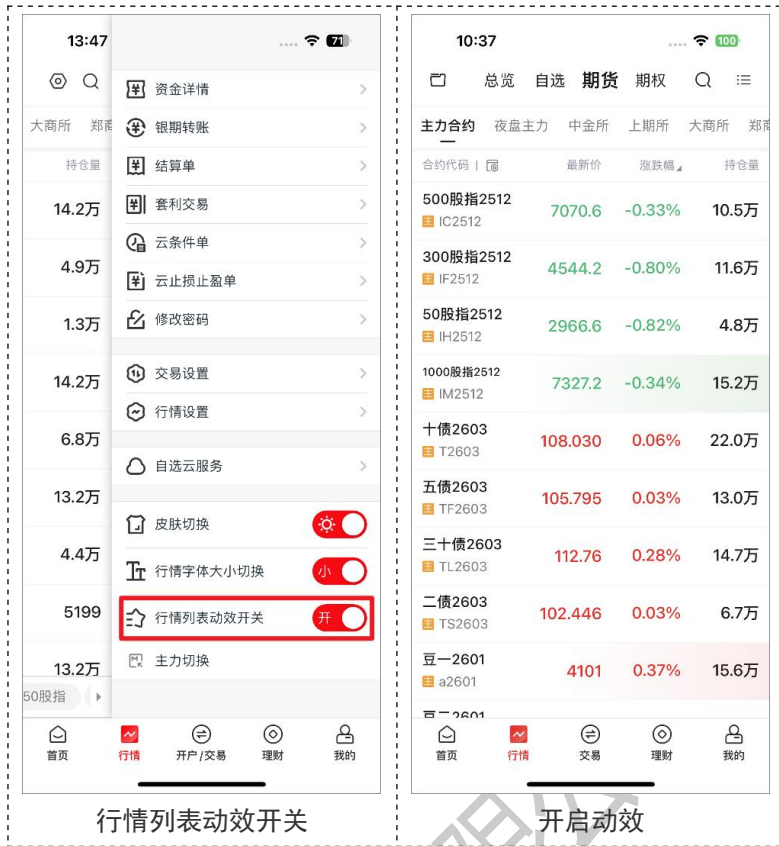 13:47
71
大商所
持仓量
14.2万
4.9万
1.3万
14.2万
6.8万
13.2万
4.4万
5199
13.2万
50股指
资金详情
银期转账
结算单
套利交易
云条件单
云止损止盈单
修改密码
交易设置
行情设置
自选云服务
皮肤切换
行情字体大小切换 小
行情列表动效开关 开
主力切换
首页 行情 开户/交易 理财 我的
行情列表动效开关
10:37
100
总览 自选 期货 期权
主力合约 夜盘主力 中金所 上期所 大商所
合约代码 | 最新价 涨跌幅 持仓量
500股指2512
主 IC2512 7070.6 -0.33% 10.5万
300股指2512
主 IF2512 4544.2 -0.80% 11.6万
50股指2512
主 IH2512 2966.6 -0.82% 4.8万
1000股指2512
主 IM2512 7327.2 -0.34% 15.2万
十债2603
主 T2603 108.030 0.06% 22.0万
五债2603
主 TF2603 105.795 0.03% 13.0万
三十债2603
主 TL2603 112.76 0.28% 14.7万
二债2603
主 TS2603 102.446 0.03% 6.7万
豆一2601
主 a2601 4101 0.37% 15.6万
首页 行情 交易 理财 我的
开启动效